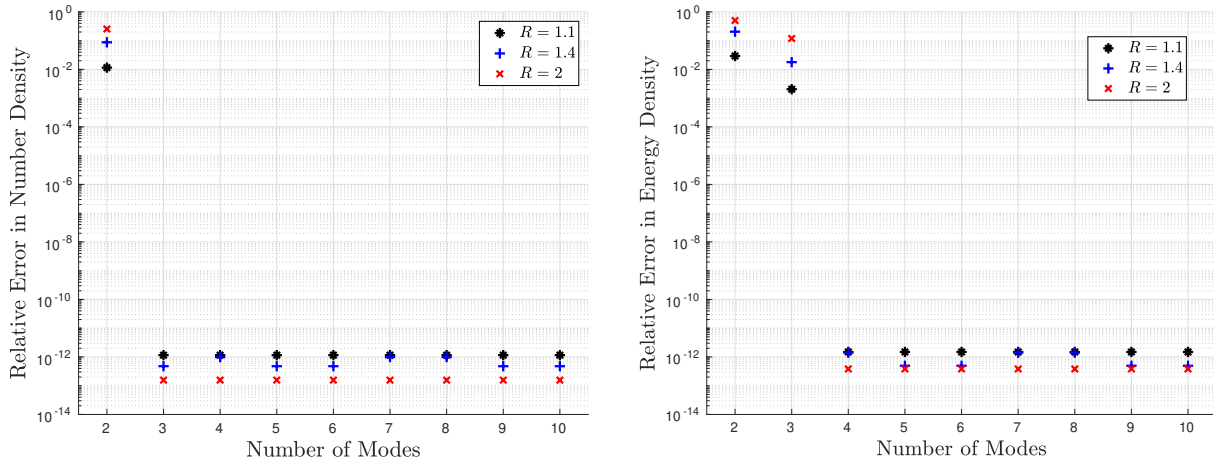 Relative Error in Number Density
10^0
10^-2
10^-4
10^-6
10^-8
10^-10
10^-12
10^-14
R = 1.1
R = 1.4
R = 2
2 3 4 5 6 7 8 9 10
Number of Modes
Relative Error in Energy Density
10^0
10^-2
10^-4
10^-6
10^-8
10^-10
10^-12
10^-14
R = 1.1
R = 1.4
R = 2
2 3 4 5 6 7 8 9 10
Number of Modes